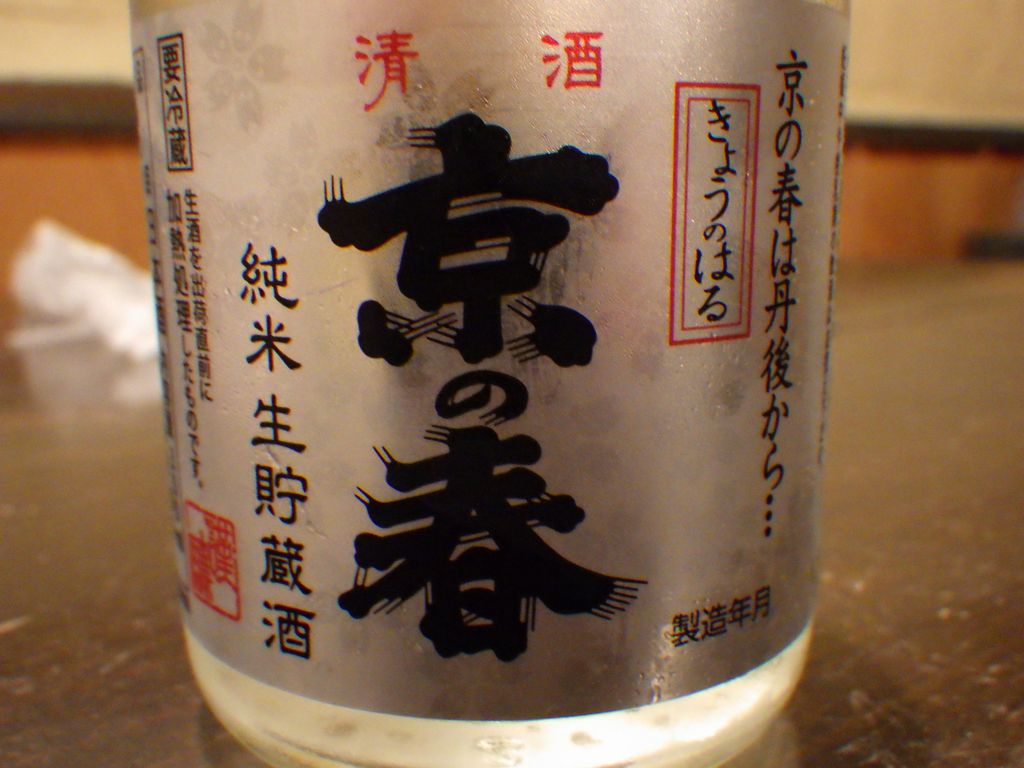 清酒
京の春は丹後から…
きょうのはる
京の春
純米生貯蔵酒
要冷蔵
生酒を出荷直前に
加熱処理したものです。
製造年月